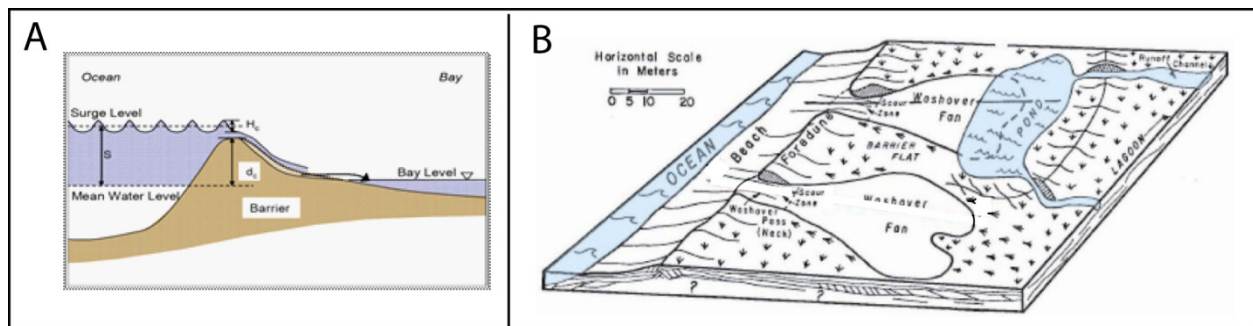 A
Ocean
Bay
Surge Level
Hc
S
dc
Bay Level
Mean Water Level
Barrier
B
Horizontal Scale
in Meters
0 5 10 20
Runoff
Channel
Washover
Fan
Scour
Zone
POND
OCEAN
Beach
Foredune
BARRIER
FLAT
LAGOON
Scour
Zone
Washover
Fan
Washover
Pass
(Neck)
?
?